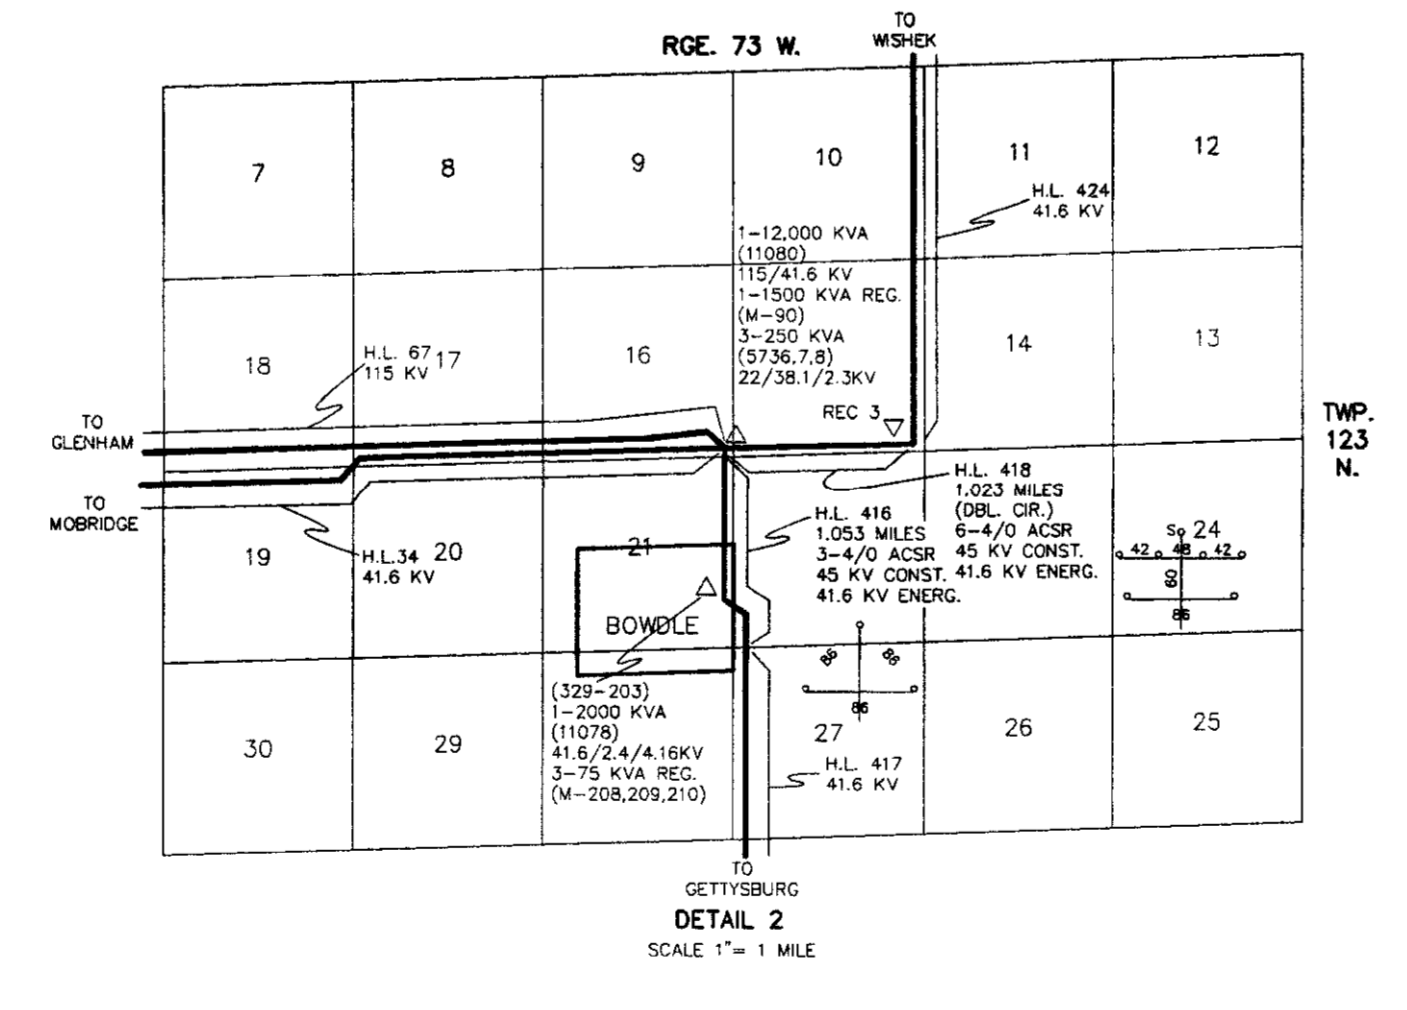 TO
WISHEK
RGE. 73 W.
7
8
9
10
11
12
H.L. 424
41.6 KV
1-12,000 KVA
(11080)
115/41.6 KV
1-1500 KVA REG.
(M-90)
3-250 KVA
(5736,7,8)
22/38.1/2.3KV
18
H.L. 67
115 KV
17
16
14
13
REC 3
TO
GLENHAM
TWP.
123
N.
TO
MOBRIDGE
19
H.L.34
41.6 KV
20
21
BOWDLE
H.L. 416
1.053 MILES
3-4/0 ACSR
45 KV CONST.
41.6 KV ENERG.
H.L. 418
1.023 MILES
(DBL. CIR.)
6-4/0 ACSR
45 KV CONST.
41.6 KV ENERG.
S
24
42 48 42
60
86
86 86
86
(329-203)
1-2000 KVA
(11078)
41.6/2.4/4.16KV
3-75 KVA REG.
(M-208,209,210)
30
29
27
26
25
H.L. 417
41.6 KV
TO
GETTYSBURG
DETAIL 2
SCALE 1"= 1 MILE